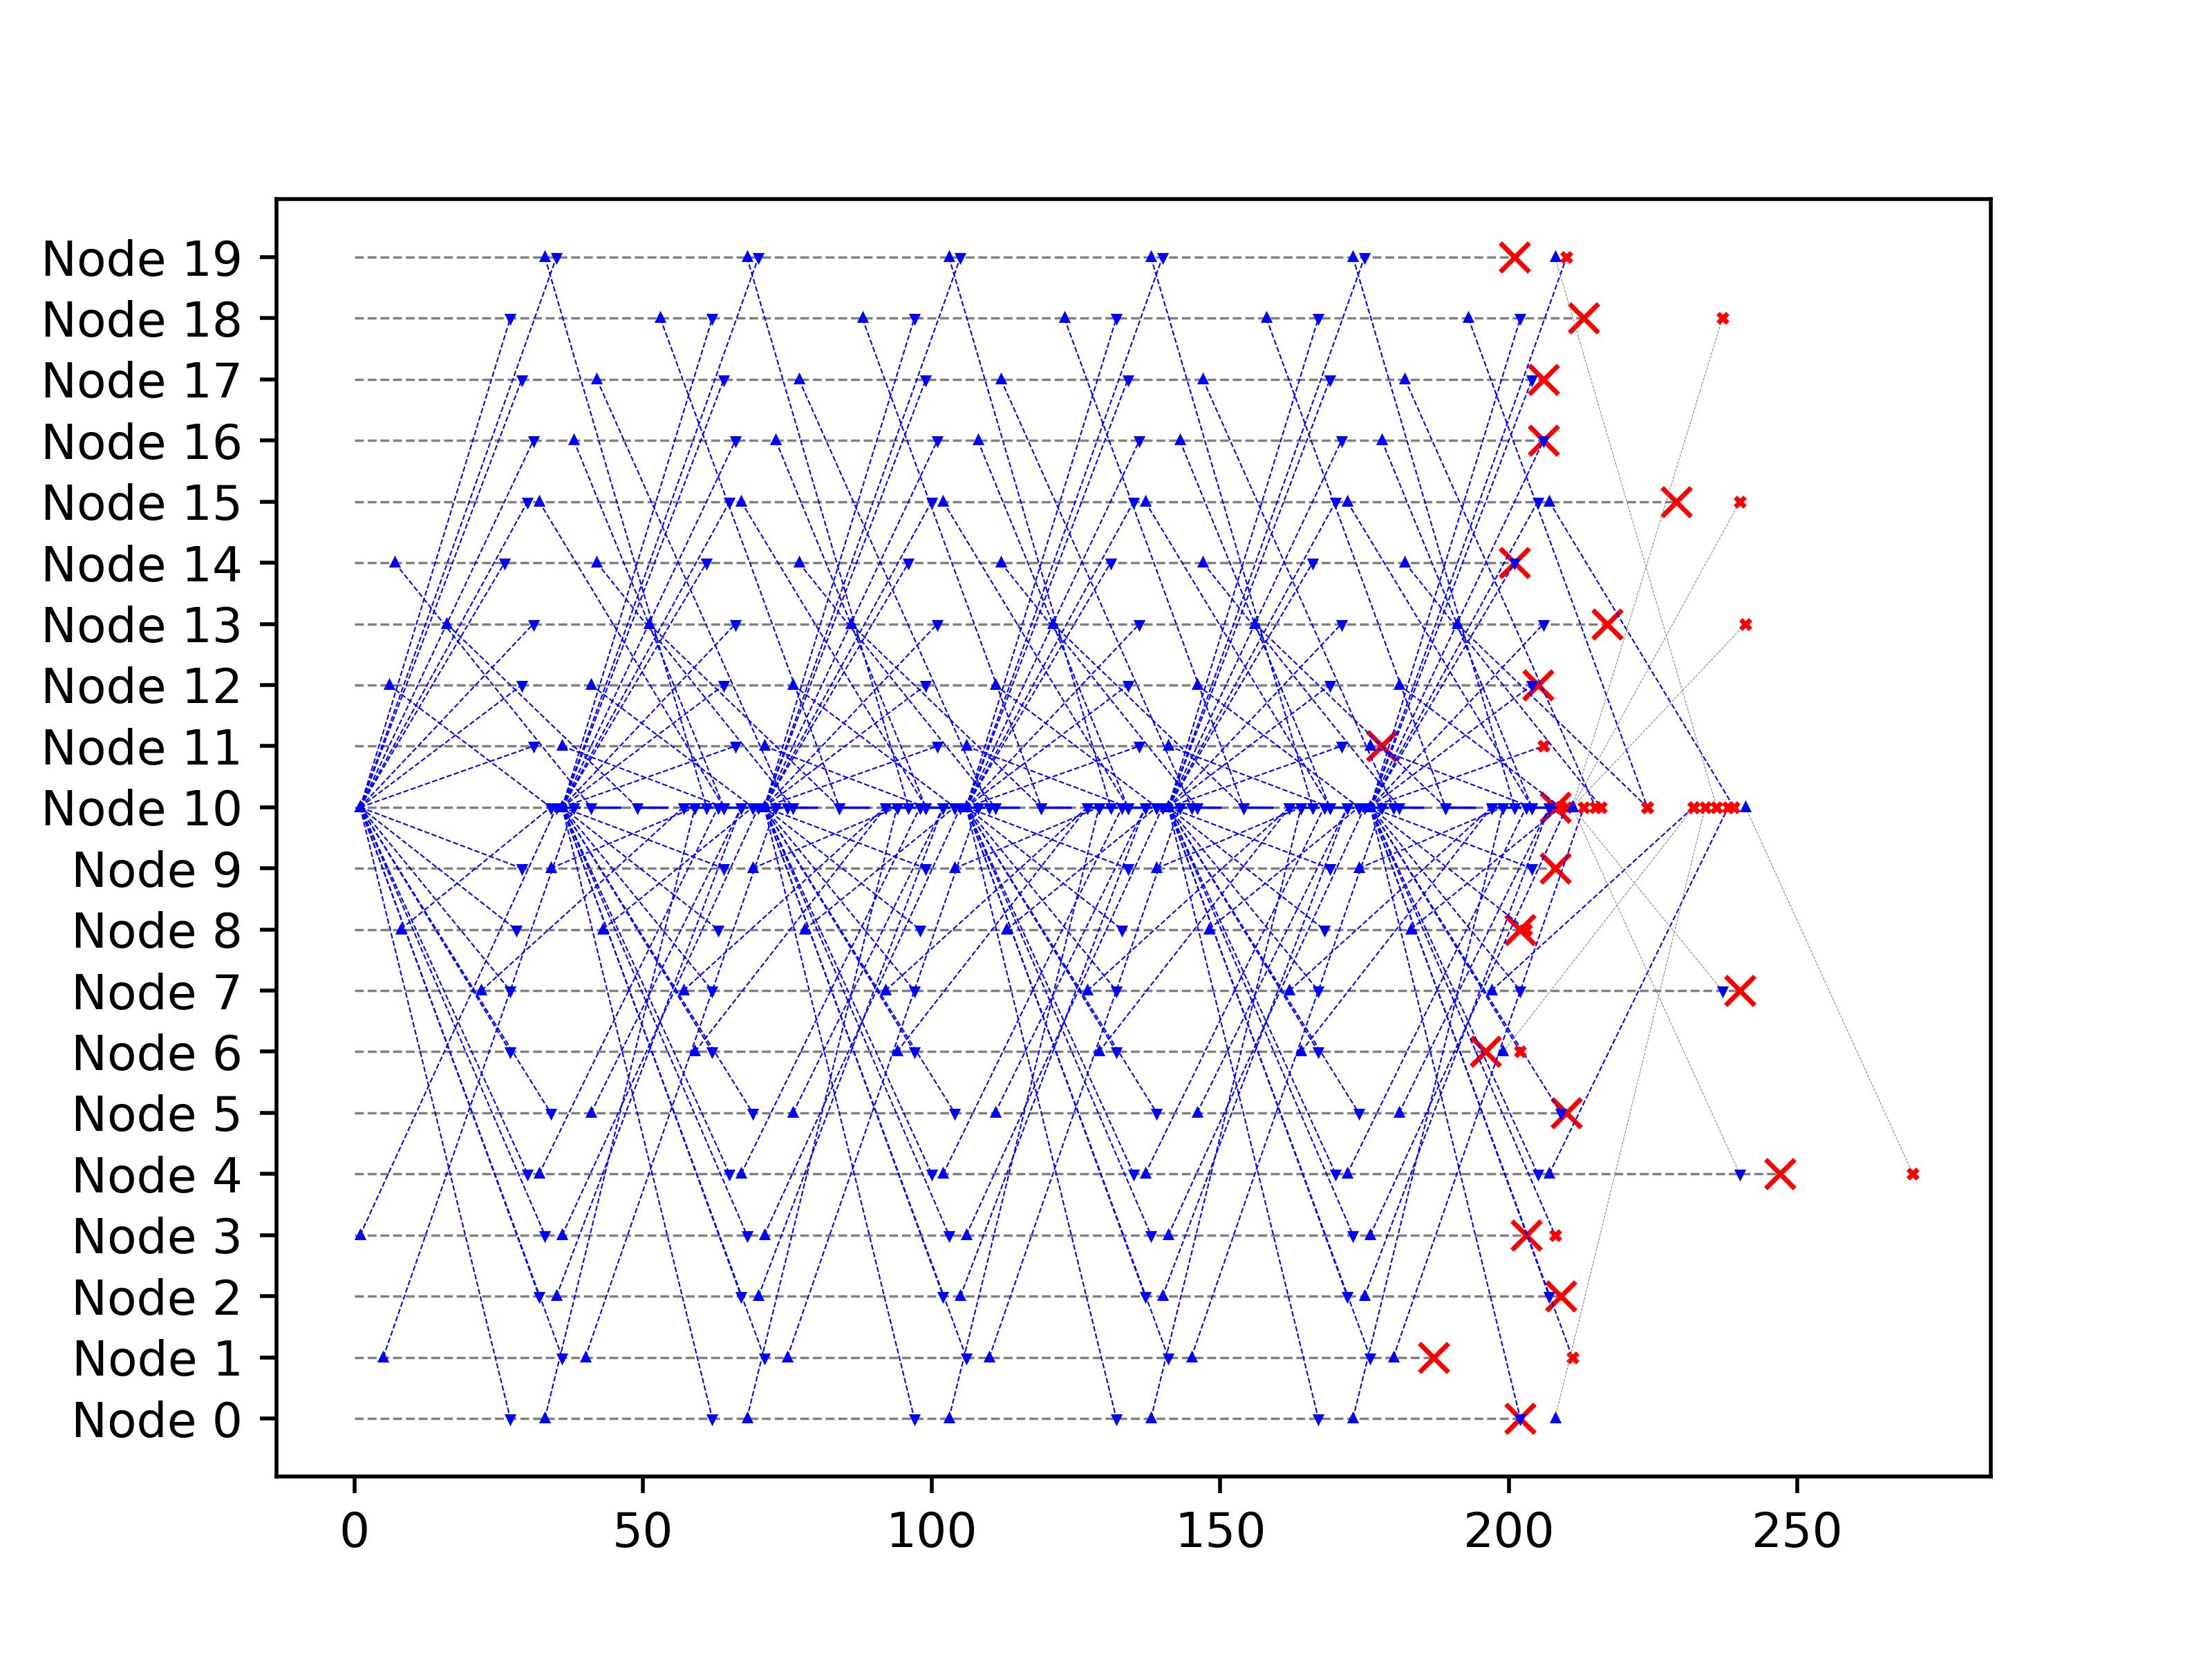 Node 19
Node 18
Node 17
Node 16
Node 15
Node 14
Node 13
Node 12
Node 11
Node 10
Node 9
Node 8
Node 7
Node 6
Node 5
Node 4
Node 3
Node 2
Node 1
Node 0
0 50 100 150 200 250